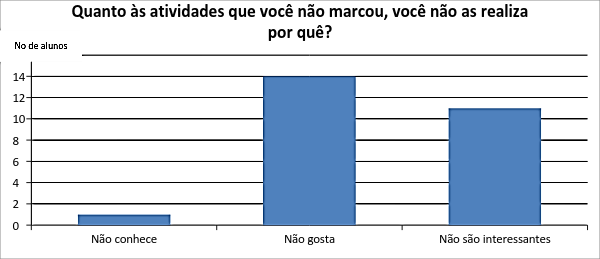 Quanto às atividades que você não marcou, você não as realiza
por quê?
No de alunos
14
12
10
8
6
4
2
0
Não conhece
Não gosta
Não são interessantes